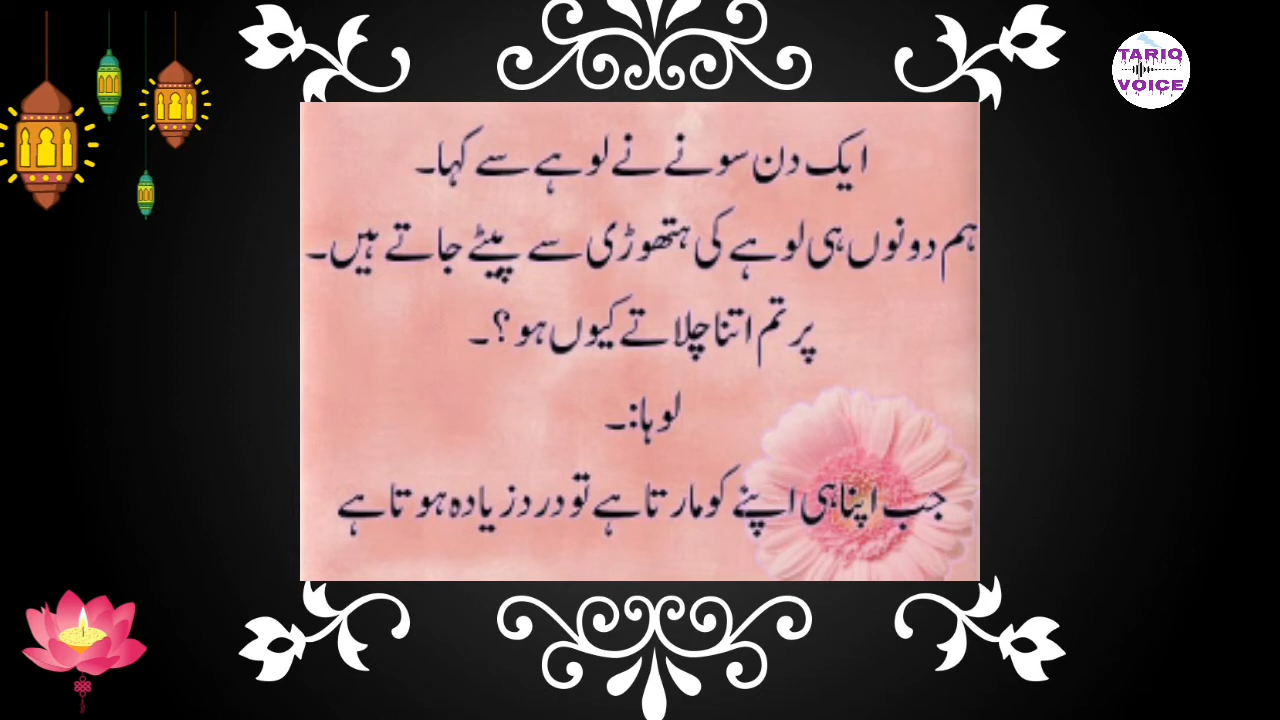 TARIQ
VOICE
ایک دن سونے نے لوہے سے کہا۔
ہم دونوں ہی لوہے کی ہتھوڑی سے پیٹے جاتے ہیں۔
پر تم اتنا چلاتے کیوں ہو ؟۔
لوہا:۔
جب اپنا ہی اپنے کو مارتا ہے تو درد زیادہ ہوتا ہے